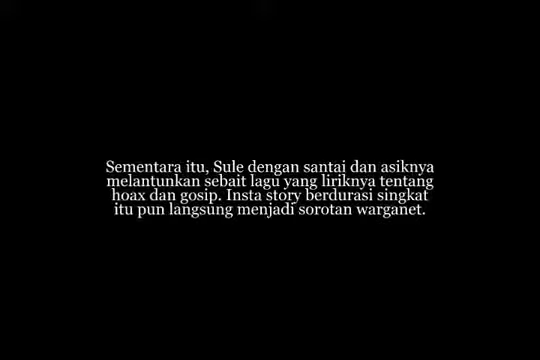 Sementara itu, Sule dengan santai dan asiknya
melantunkan sebait lagu yang liriknya tentang
hoax dan gosip. Insta story berdurasi singkat
itu pun langsung menjadi sorotan warganet.